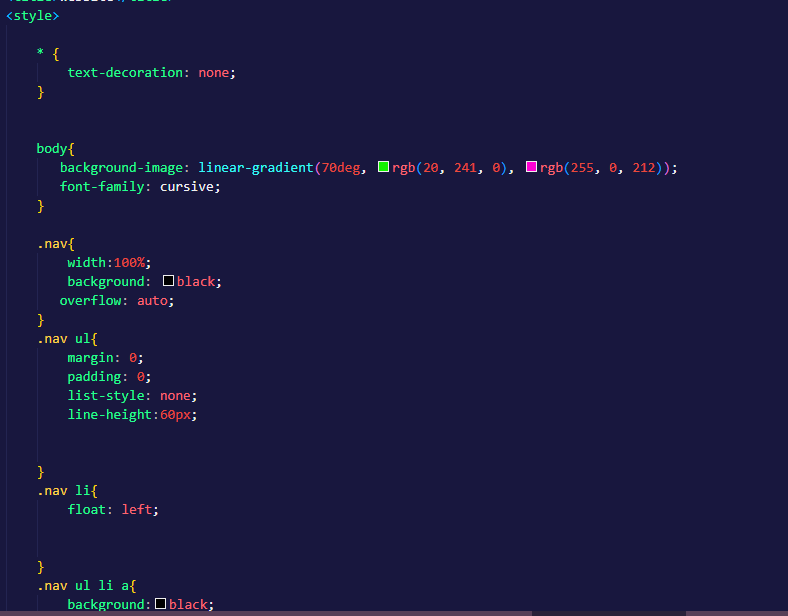 <style>
* {
text-decoration: none;
}
body{
background-image: linear-gradient(70deg, rgb(20, 241, 0), rgb(255, 0, 212));
font-family: cursive;
}
.nav{
width:100%;
background: black;
overflow: auto;
}
.nav ul{
margin: 0;
padding: 0;
list-style: none;
line-height:60px;
}
.nav li{
float: left;
}
.nav ul li a{
background:black;